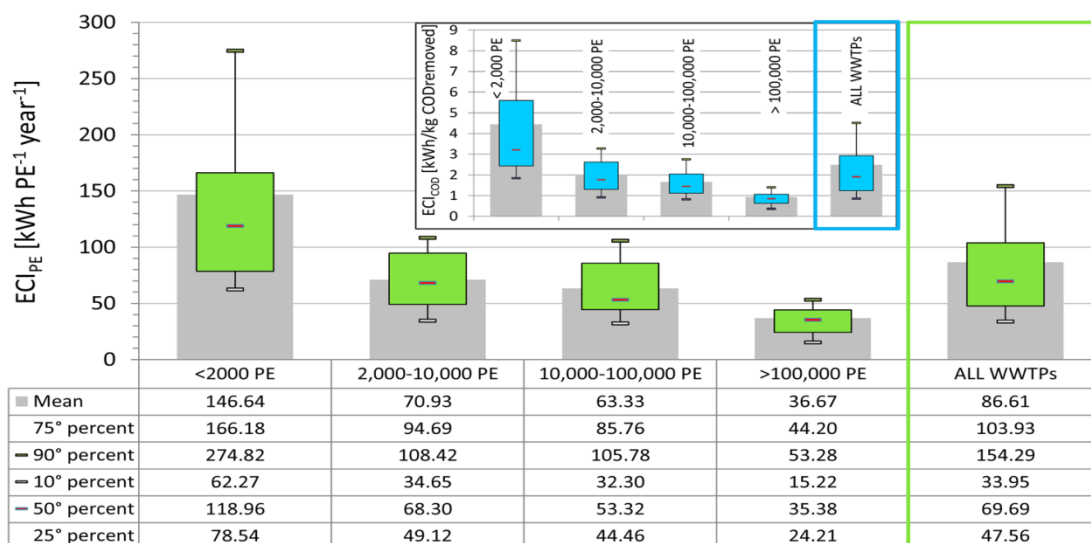 ECI_PE [kWh PE⁻¹ year⁻¹]
300
250
200
150
100
50
0
ECI_COD [kWh/kg CODremoved]
9
8
7
6
5
4
3
2
1
0
< 2,000 PE
2,000-10,000 PE
10,000-100,000 PE
> 100,000 PE
ALL WWTPs
<2000 PE 2,000-10,000 PE 10,000-100,000 PE >100,000 PE ALL WWTPs
Mean 146.64 70.93 63.33 36.67 86.61
75° percent 166.18 94.69 85.76 44.20 103.93
90° percent 274.82 108.42 105.78 53.28 154.29
10° percent 62.27 34.65 32.30 15.22 33.95
50° percent 118.96 68.30 53.32 35.38 69.69
25° percent 78.54 49.12 44.46 24.21 47.56